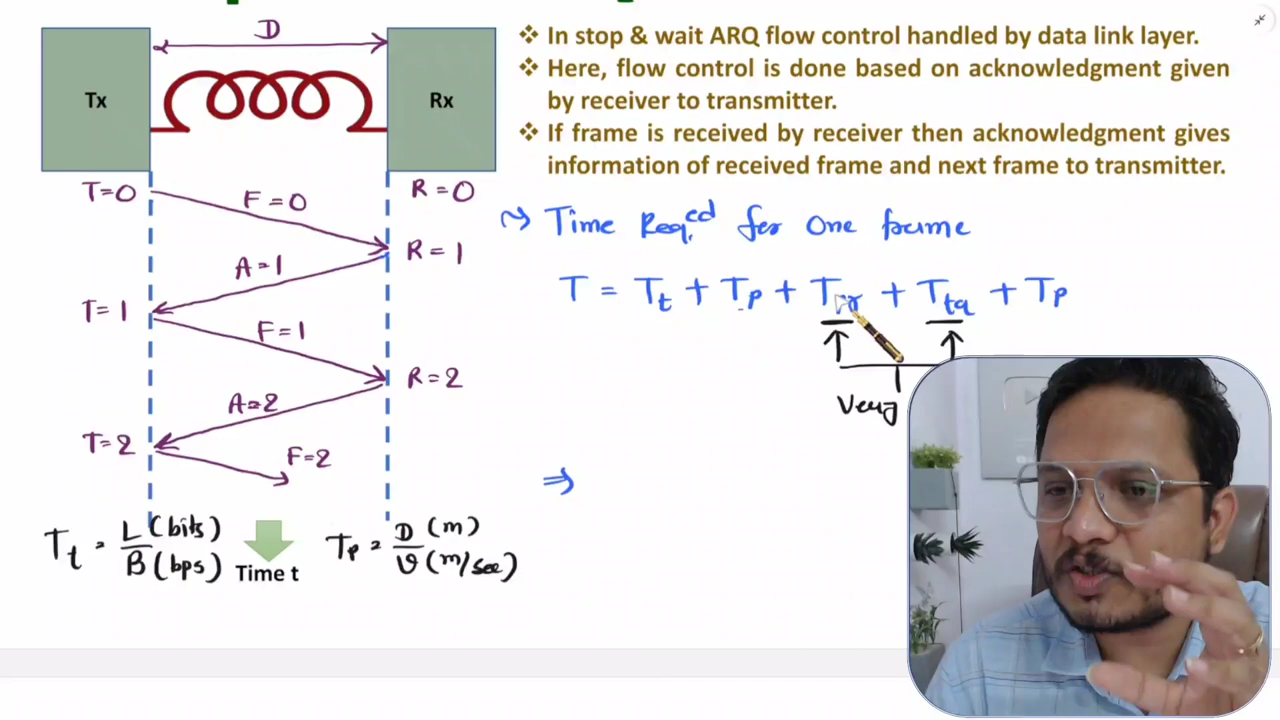 D
Tx
Rx
❖ In stop & wait ARQ flow control handled by data link layer.
❖ Here, flow control is done based on acknowledgment given
by receiver to transmitter.
❖ If frame is received by receiver then acknowledgment gives
information of received frame and next frame to transmitter.
T=0
F=0
R=0
A=1
R=1
T=1
F=1
R=2
A=2
T=2
F=2
Time Req.ed for One frame
T = Tt + Tp + + Tta + Tp
Very
⇒
Tt = L (bits) / B (bps)
Time t
Tp = D (m) / v (m/sec)